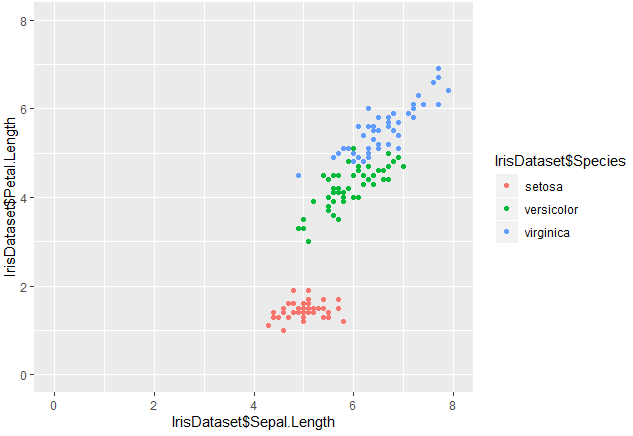 8
6
4
2
0
IrisDataset$Petal.Length
0 2 4 6 8
IrisDataset$Sepal.Length
IrisDataset$Species
setosa
versicolor
virginica